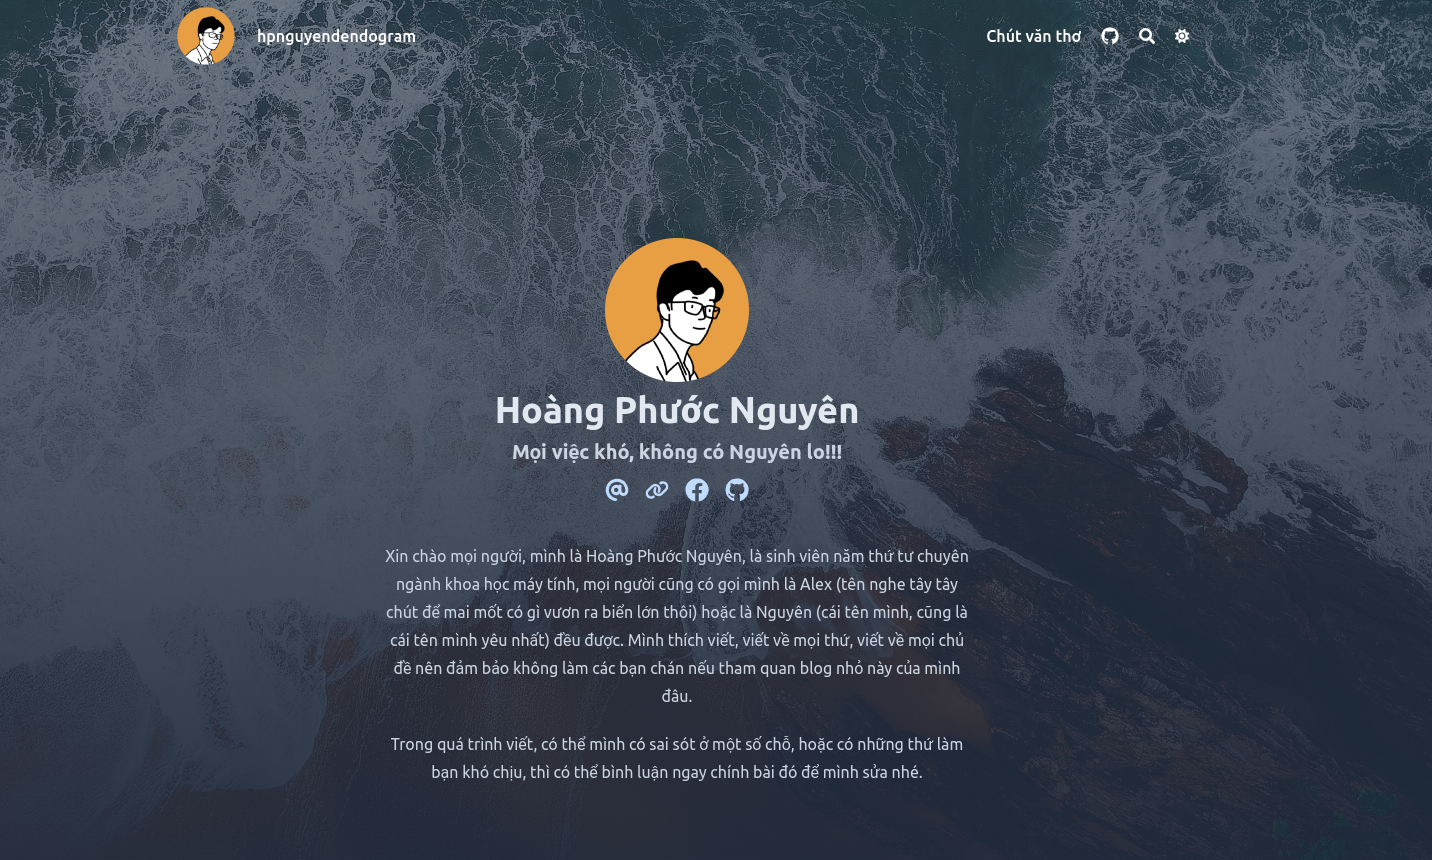 hpnguyendendogram
Chút văn thơ
Hoàng Phước Nguyên
Mọi việc khó, không có Nguyên lo!!!
Xin chào mọi người, mình là Hoàng Phước Nguyên, là sinh viên năm thứ tư chuyên
ngành khoa học máy tính, mọi người cũng có gọi mình là Alex (tên nghe tây tây
chút để mai mốt có gì vươn ra biển lớn thôi) hoặc là Nguyên (cái tên mình, cũng là
cái tên mình yêu nhất) đều được. Mình thích viết, viết về mọi thứ, viết về mọi chủ
đề nên đảm bảo không làm các bạn chán nếu tham quan blog nhỏ này của mình
đâu.
Trong quá trình viết, có thể mình có sai sót ở một số chỗ, hoặc có những thứ làm
bạn khó chịu, thì có thể bình luận ngay chính bài đó để mình sửa nhé.